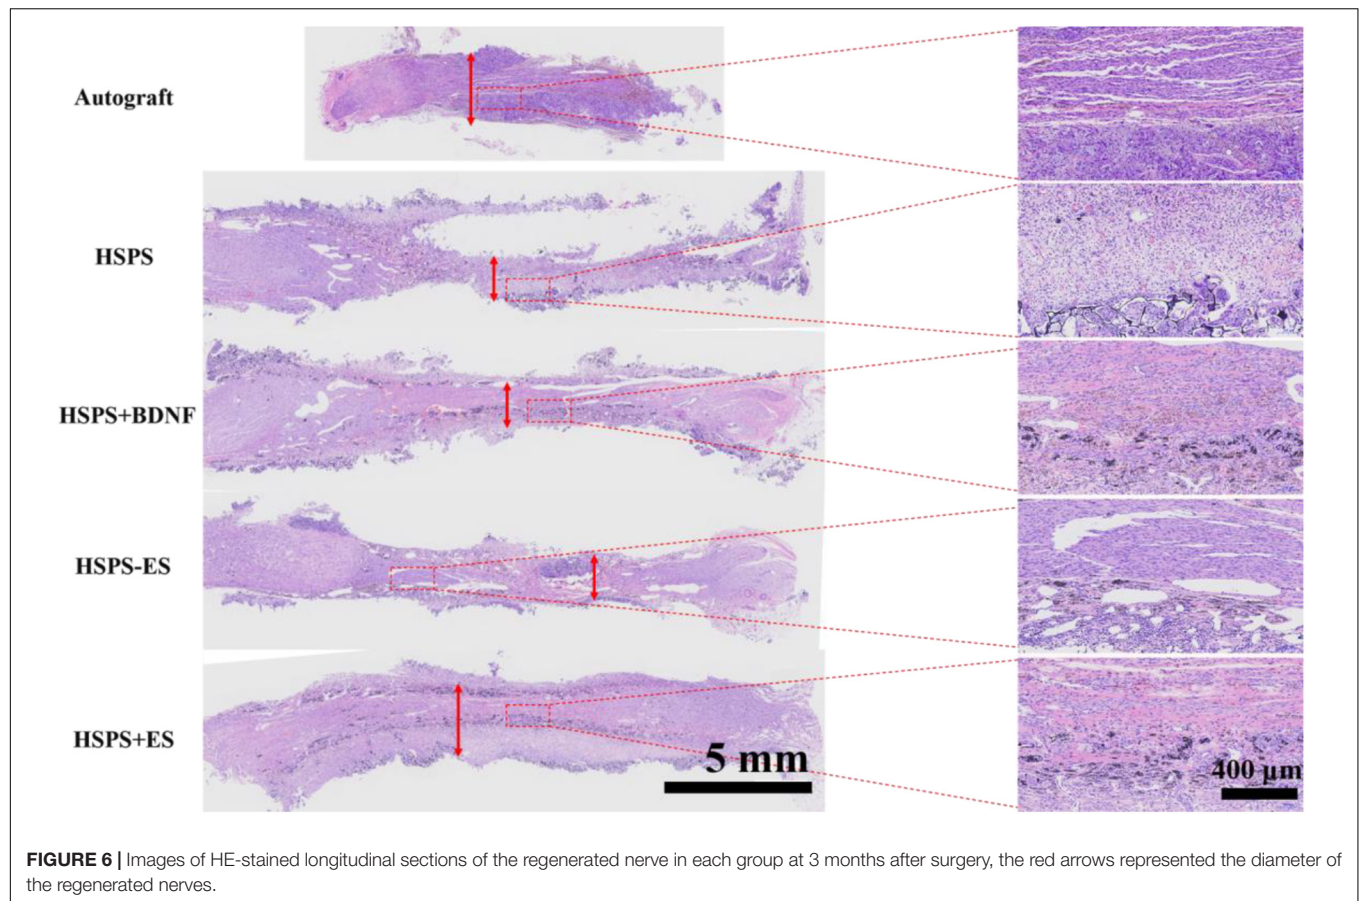 Autograft
HSPS
HSPS+BDNF
HSPS-ES
HSPS+ES
5 mm
400 μm
FIGURE 6 | Images of HE-stained longitudinal sections of the regenerated nerve in each group at 3 months after surgery, the red arrows represented the diameter of
the regenerated nerves.